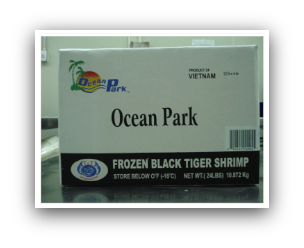 Ocean Park
PRODUCT OF
VIETNAM
Ocean Park
FROZEN BLACK TIGER SHRIMP
STORE BELOW O°F (-18°C) NET WT.( 24LBS) 10.872 Kg